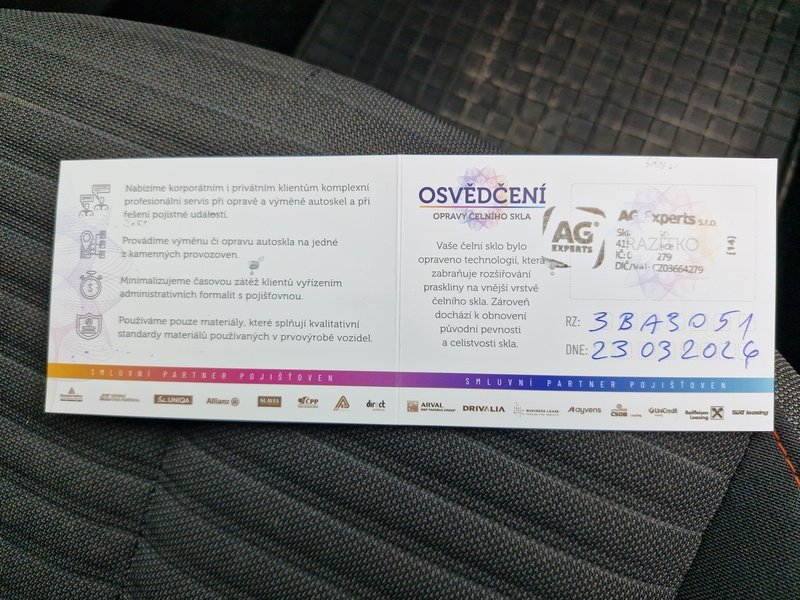 Nabízíme korporátním i privátním klientům komplexní
profesionální servis při opravě a výměně autoskel a při
řešení pojistné události.
Provádíme výměnu či opravu autoskla na jedné
z kamenných provozoven.
Minimalizujeme časovou zátěž klientů vyřízením
administrativních formalit s pojišťovnou.
Používáme pouze materiály, které splňují kvalitativní
standardy materiálů používaných v prvovýrobě vozidel.
SMLUVNÍ PARTNER POJIŠŤOVEN
UNIQA Allianz SLAVIA ČPP direct
OSVĚDČENÍ
OPRAVY ČELNÍHO SKLA
Vaše čelní sklo bylo
opraveno technologií, která
zabraňuje rozšiřování
praskliny na vnější vrstvě
čelního skla. Zároveň
dochází k obnovení
původní pevnosti
a celistvosti skla.
AG EXPERTS
AG Experts s.r.o.
RAZÍTKO
DIČ/VAT: CZ03664279
[14]
RZ: 3BA3051
DNE: 23 03 2026
SMLUVNÍ PARTNER POJIŠŤOVEN
ARVAL DRIVALIA BUSINESS LEASE ayvens ČSOB UniCredit Raiffeisen Leasing SIXT leasing